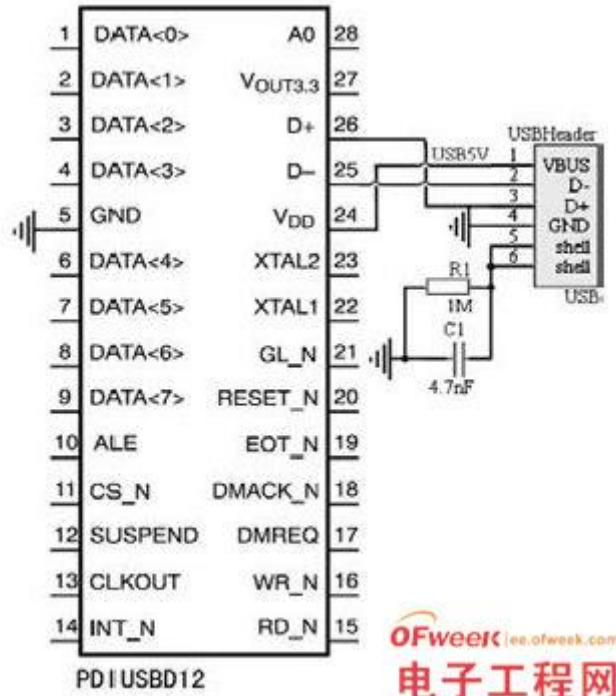 1 DATA<0> A0 28
2 DATA<1> VOUT3.3 27
3 DATA<2> D+ 26
4 DATA<3> D− 25
5 GND VDD 24
6 DATA<4> XTAL2 23
7 DATA<5> XTAL1 22
8 DATA<6> GL_N 21
9 DATA<7> RESET_N 20
10 ALE EOT_N 19
11 CS_N DMACK_N 18
12 SUSPEND DMREQ 17
13 CLKOUT WR_N 16
14 INT_N RD_N 15
PDIUSBD12
USBHeader
USB5V
1 VBUS
2 D-
3 D+
4 GND
5 shell
6 shell
USB
R1
1M
C1
4.7nF
OFweek ee.ofweek.com
电子工程网